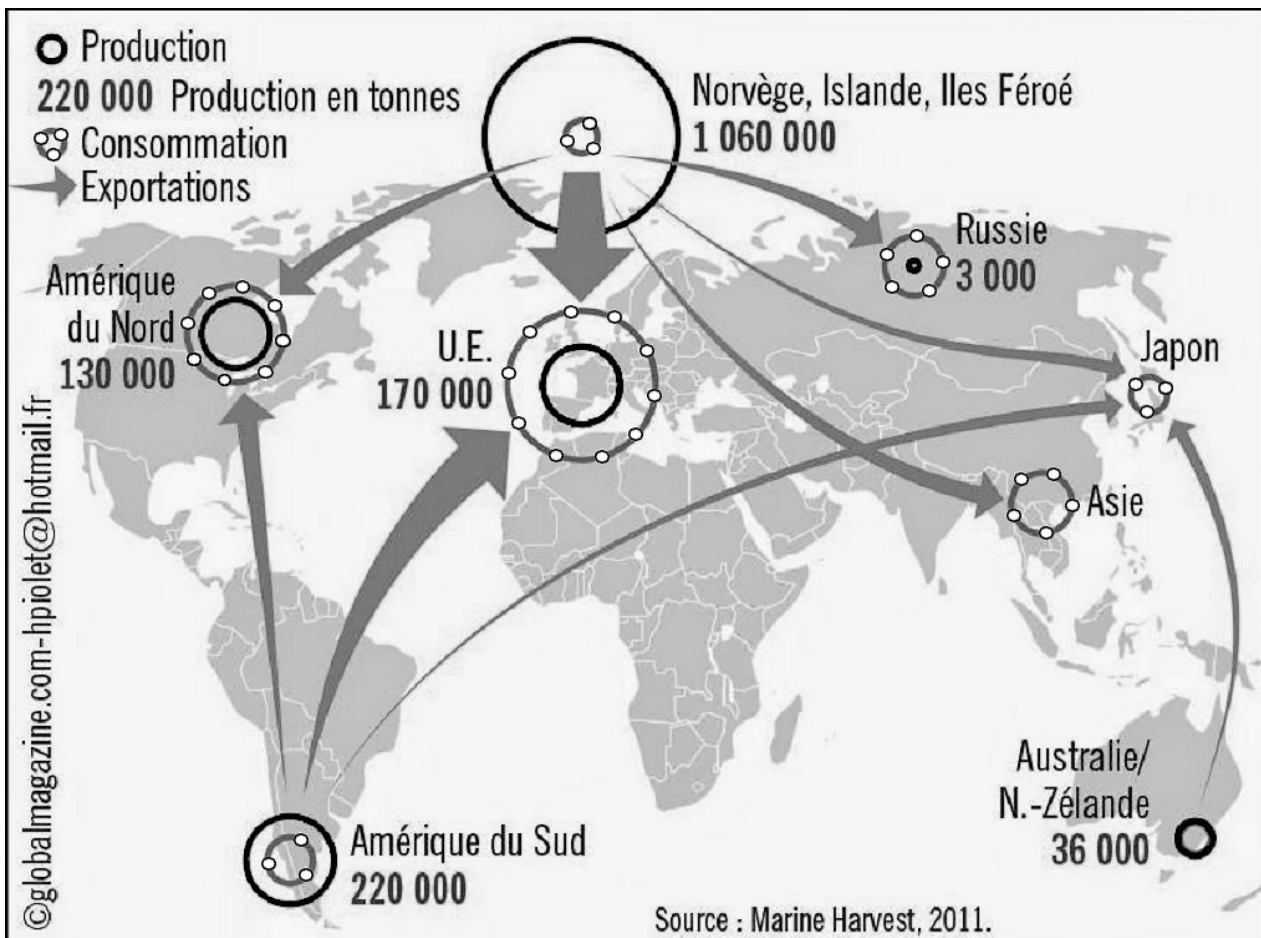 Production
220 000 Production en tonnes
Consommation
Exportations
Norvège, Islande, Iles Féroé
1 060 000
Russie
3 000
Amérique
du Nord
130 000
U.E.
170 000
Japon
Asie
Australie/
N.-Zélande
36 000
Amérique du Sud
220 000
Source : Marine Harvest, 2011.
©globalmagazine.com-hpiolet@hotmail.fr